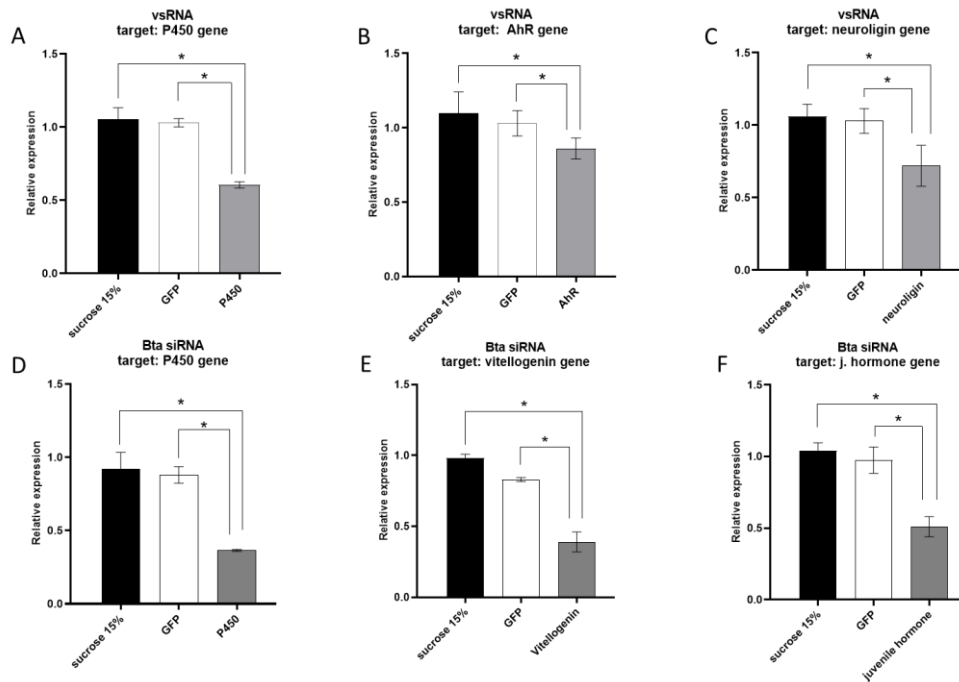 A
vsRNA
target: P450 gene
Relative expression
1.5
1.0
0.5
0.0
*
*
sucrose 15%
GFP
P450
B
vsRNA
target: AhR gene
Relative expression
1.5
1.0
0.5
0.0
*
*
sucrose 15%
GFP
AhR
C
vsRNA
target: neuroligin gene
Relative expression
1.5
1.0
0.5
0.0
*
*
sucrose 15%
GFP
neuroligin
D
Bta siRNA
target: P450 gene
Relative expression
1.5
1.0
0.5
0.0
*
*
sucrose 15%
GFP
P450
E
Bta siRNA
target: vitellogenin gene
Relative expression
1.5
1.0
0.5
0.0
*
*
sucrose 15%
GFP
Vitellogenin
F
Bta siRNA
target: j. hormone gene
Relative expression
1.5
1.0
0.5
0.0
*
*
sucrose 15%
GFP
juvenile hormone